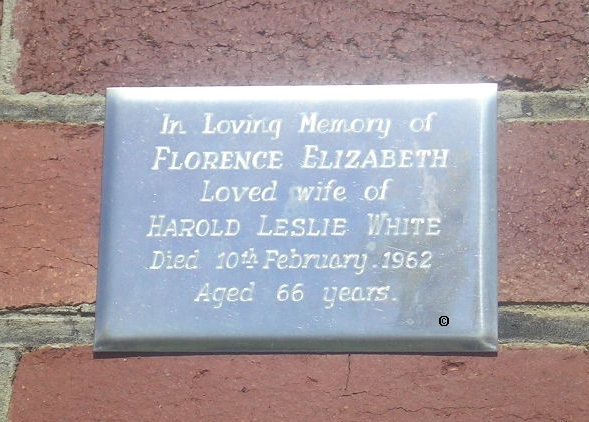 In Loving Memory of
FLORENCE ELIZABETH
Loved wife of
HAROLD LESLIE WHITE
Died 10th February. 1962
Aged 66 years.
©